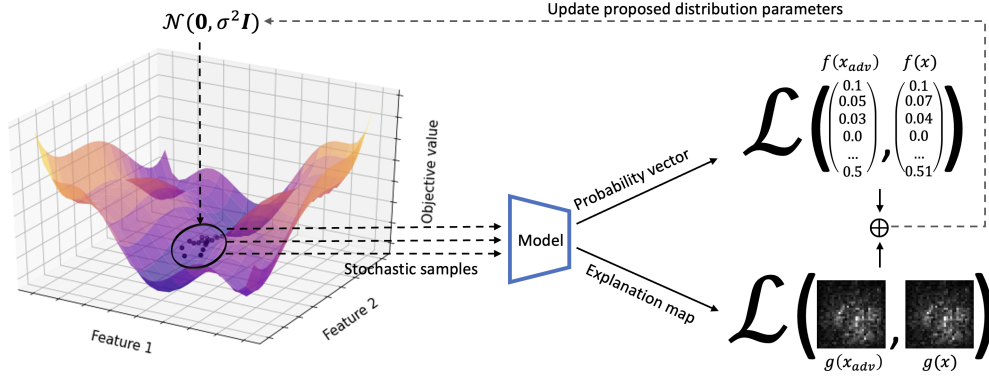 Update proposed distribution parameters
𝒩(𝟎, σ²𝑰)
f(x_adv) f(x)
ℒ ( ( 0.1 0.05 0.03 0.0 ... 0.5 ) , ( 0.1 0.07 0.04 0.0 ... 0.51 ) )
Objective value
Probability vector
Model
⊕
Stochastic samples
Explanation map
Feature 1
Feature 2
ℒ ( , )
g(x_adv) g(x)